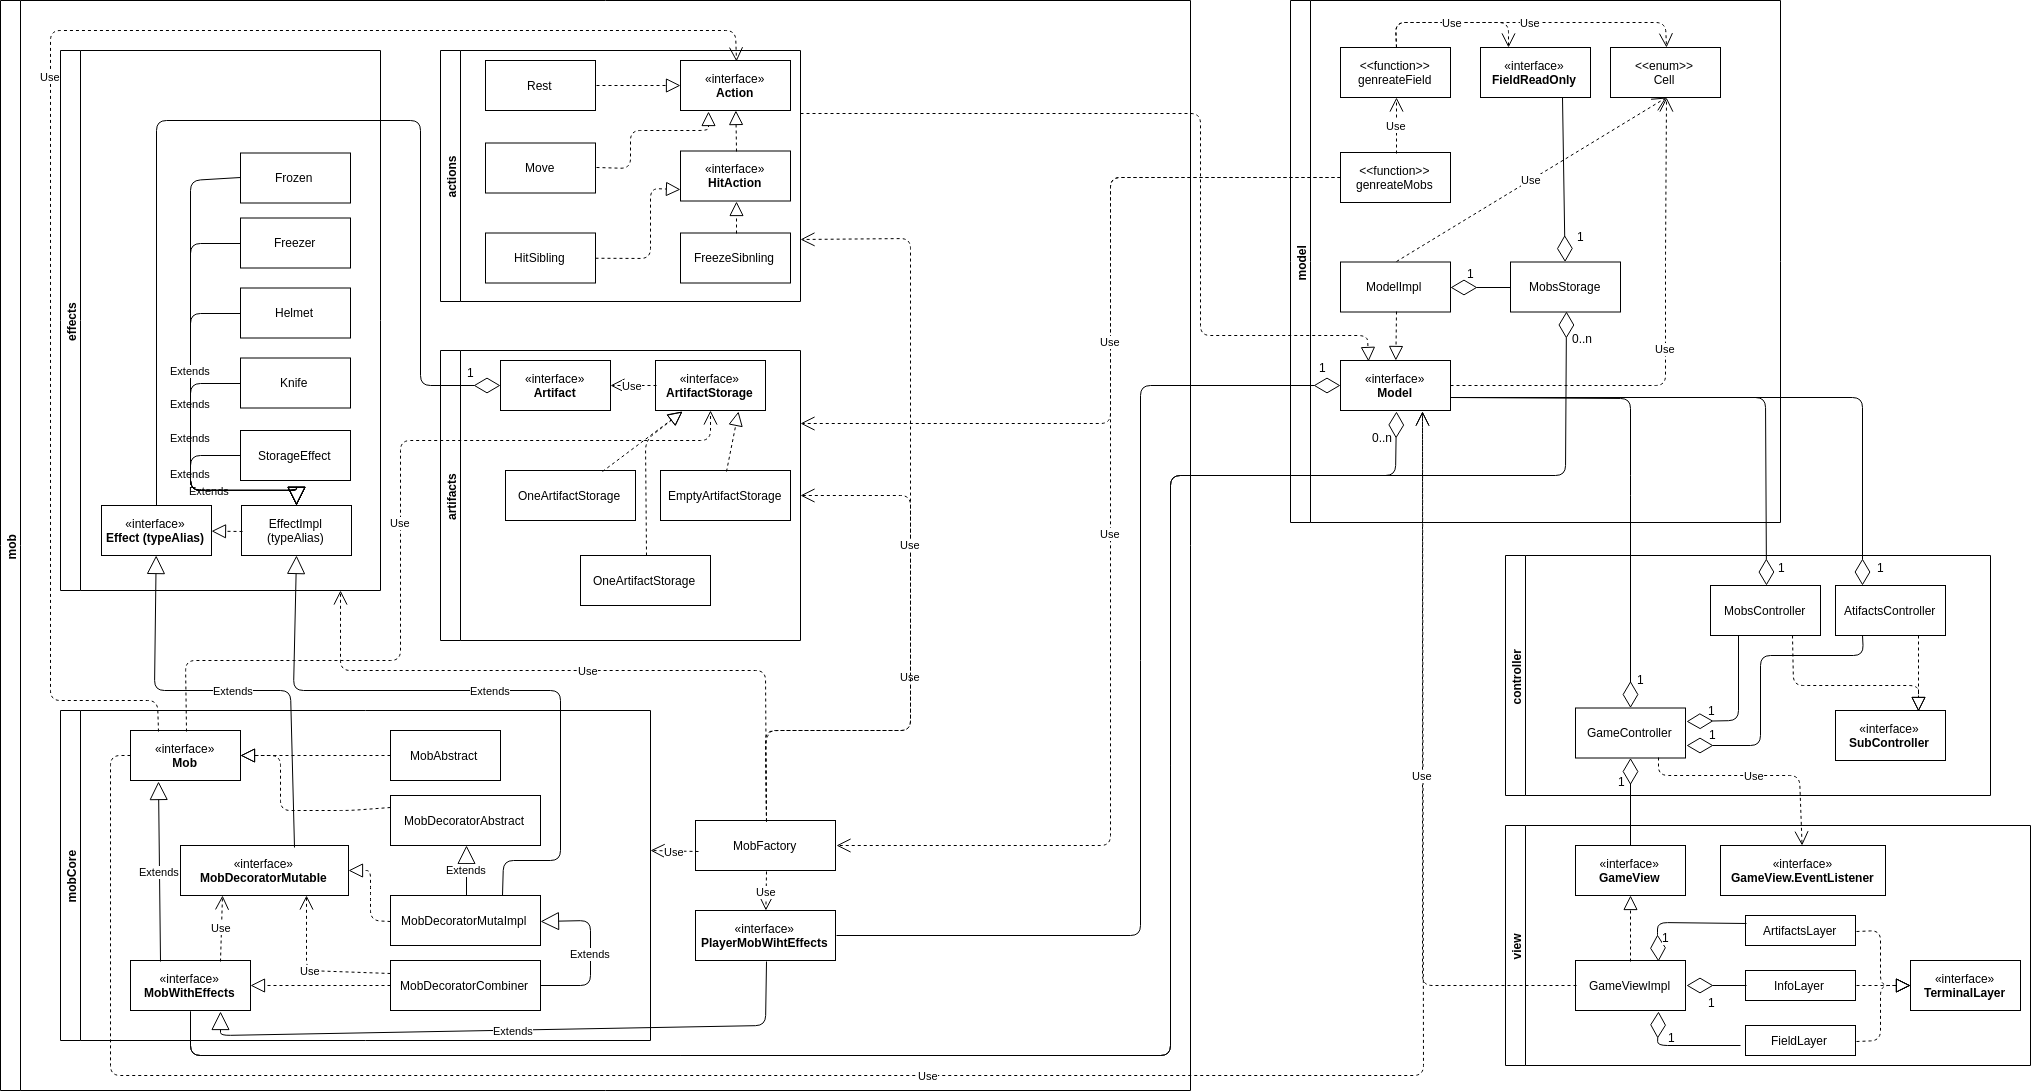 mob
effects
Use
Frozen
Freezer
Helmet
Knife
StorageEffect
Extends
Extends
Extends
Extends
Extends
«interface»
Effect (typeAlias)
EffectImpl
(typeAlias)
actions
Rest
«interface»
Action
Move
«interface»
HitAction
HitSibling
FreezeSibnling
artifacts
1
«interface»
Artifact
Use
«interface»
ArtifactStorage
OneArtifactStorage
EmptyArtifactStorage
OneArtifactStorage
Use
Use
Use
Use
Use
Use
Extends
Extends
mobCore
«interface»
Mob
MobAbstract
MobDecoratorAbstract
Extends
«interface»
MobDecoratorMutable
Extends
MobDecoratorMutaImpl
Use
Extends
Use
«interface»
MobWithEffects
MobDecoratorCombiner
Extends
MobFactory
Use
Use
«interface»
PlayerMobWihtEffects
Use
model
Use
Use
<<function>>
genreateField
«interface»
FieldReadOnly
<<enum>>
Cell
Use
<<function>>
genreateMobs
Use
1
ModelImpl
1
MobsStorage
0..n
Use
1
«interface»
Model
0..n
Use
controller
1
1
MobsController
AtifactsController
1
1
GameController
1
1
«interface»
SubController
Use
view
«interface»
GameView
«interface»
GameView.EventListener
1
ArtifactsLayer
GameViewImpl
InfoLayer
1
«interface»
TerminalLayer
1
FieldLayer